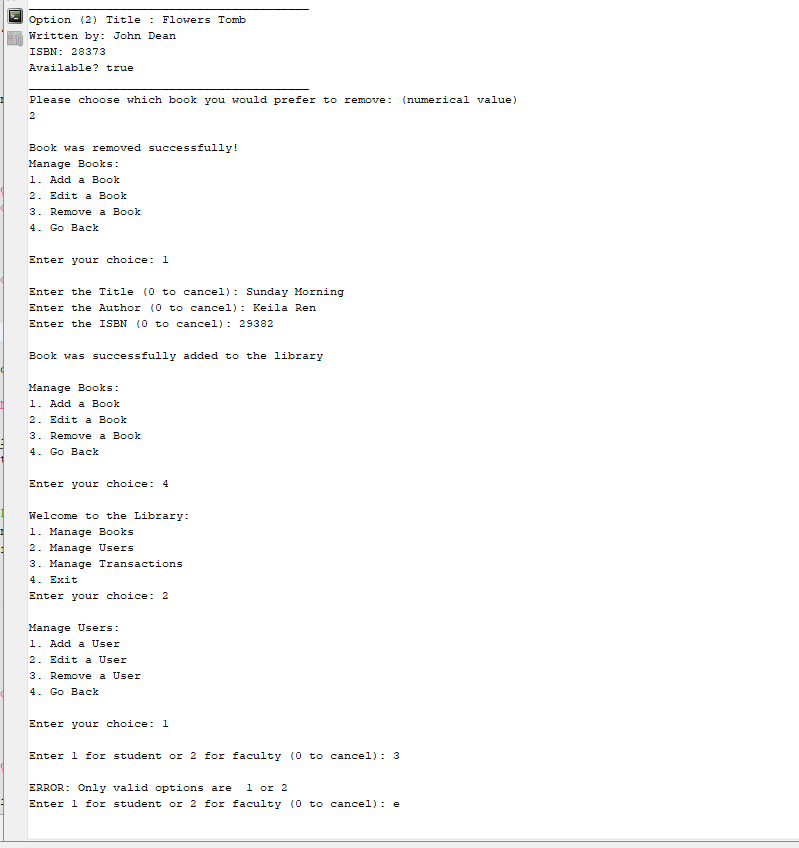 Option (2) Title : Flowers Tomb
Written by: John Dean
ISBN: 28373
Available? true
Please choose which book you would prefer to remove: (numerical value)
2
Book was removed successfully!
Manage Books:
1. Add a Book
2. Edit a Book
3. Remove a Book
4. Go Back
Enter your choice: 1
Enter the Title (0 to cancel): Sunday Morning
Enter the Author (0 to cancel): Keila Ren
Enter the ISBN (0 to cancel): 29382
Book was successfully added to the library
Manage Books:
1. Add a Book
2. Edit a Book
3. Remove a Book
4. Go Back
Enter your choice: 4
Welcome to the Library:
1. Manage Books
2. Manage Users
3. Manage Transactions
4. Exit
Enter your choice: 2
Manage Users:
1. Add a User
2. Edit a User
3. Remove a User
4. Go Back
Enter your choice: 1
Enter 1 for student or 2 for faculty (0 to cancel): 3
ERROR: Only valid options are  1 or 2
Enter 1 for student or 2 for faculty (0 to cancel): e